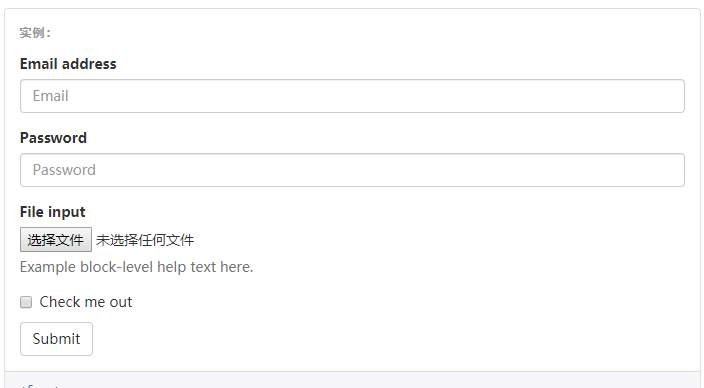 实例：
Email address
Email
Password
Password
File input
选择文件 未选择任何文件
Example block-level help text here.
Check me out
Submit